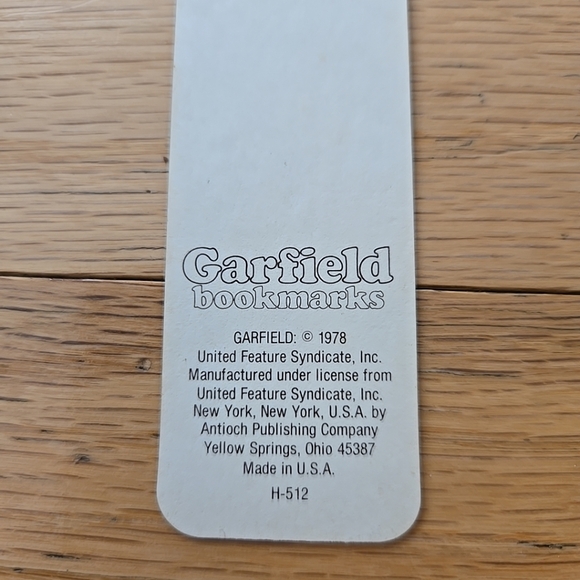 Garfield
bookmarks
GARFIELD: © 1978
United Feature Syndicate, Inc.
Manufactured under license from
United Feature Syndicate, Inc.
New York, New York, U.S.A. by
Antioch Publishing Company
Yellow Springs, Ohio 45387
Made in U.S.A.
H-512